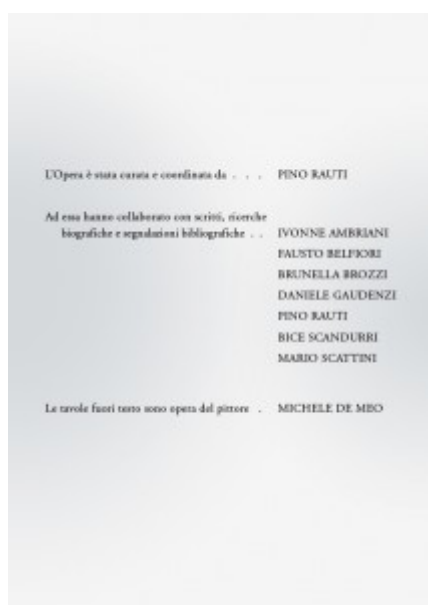 L'Opera è stata curata e coordinata da . . . PINO RAUTI
Ad essa hanno collaborato con scritti, ricerche
biografiche e segnalazioni bibliografiche . . IVONNE AMBRIANI
FAUSTO BELFIORI
BRUNELLA BROZZI
DANIELE GAUDENZI
PINO RAUTI
BICE SCANDURRI
MARIO SCATTINI
Le tavole fuori testo sono opera del pittore . MICHELE DE MEO